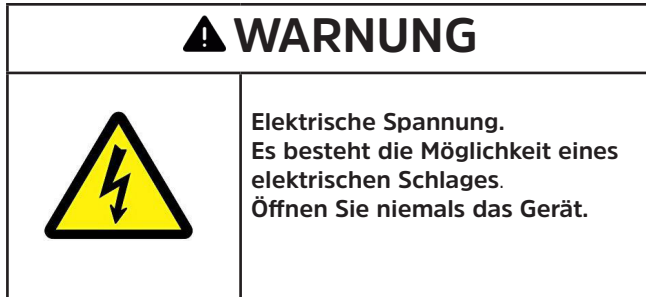 WARNUNG
Elektrische Spannung.
Es besteht die Möglichkeit eines
elektrischen Schlages.
Öffnen Sie niemals das Gerät.